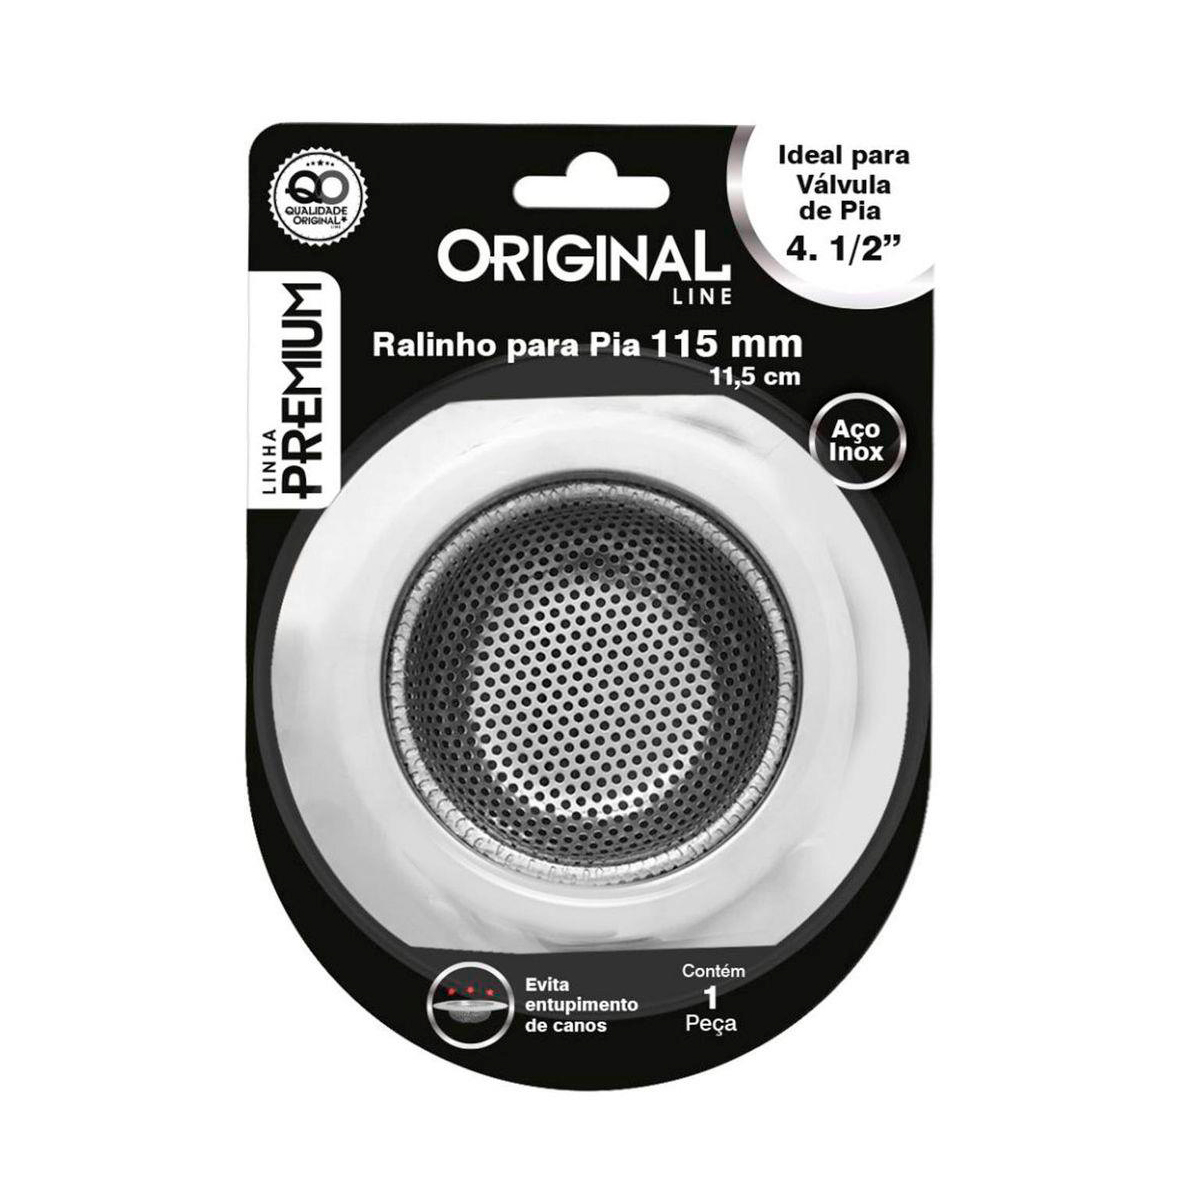 QO
QUALIDADE
ORIGINAL
LINE
LINHA
PREMIUM
ORIGINAL
LINE
Ideal para
Válvula
de Pia
4. 1/2”
Ralinho para Pia 115 mm
11,5 cm
Aço
Inox
Evita
entupimento
de canos
Contém
1
Peça